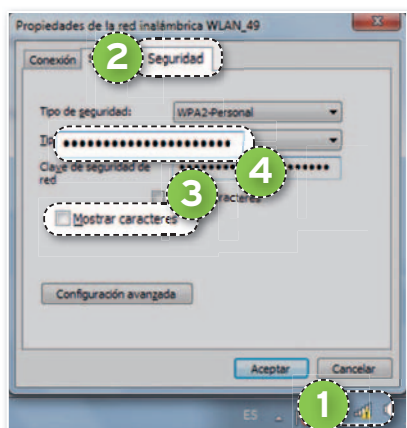 Propiedades de la red inalámbrica WLAN_49
Conexión
2
Seguridad
Tipo de seguridad:
WPA2-Personal
••••••••••••••••••••••
4
Clave de seguridad de
red
3
Mostrar caracteres
Configuración avanzada
Aceptar
Cancelar
ES
1